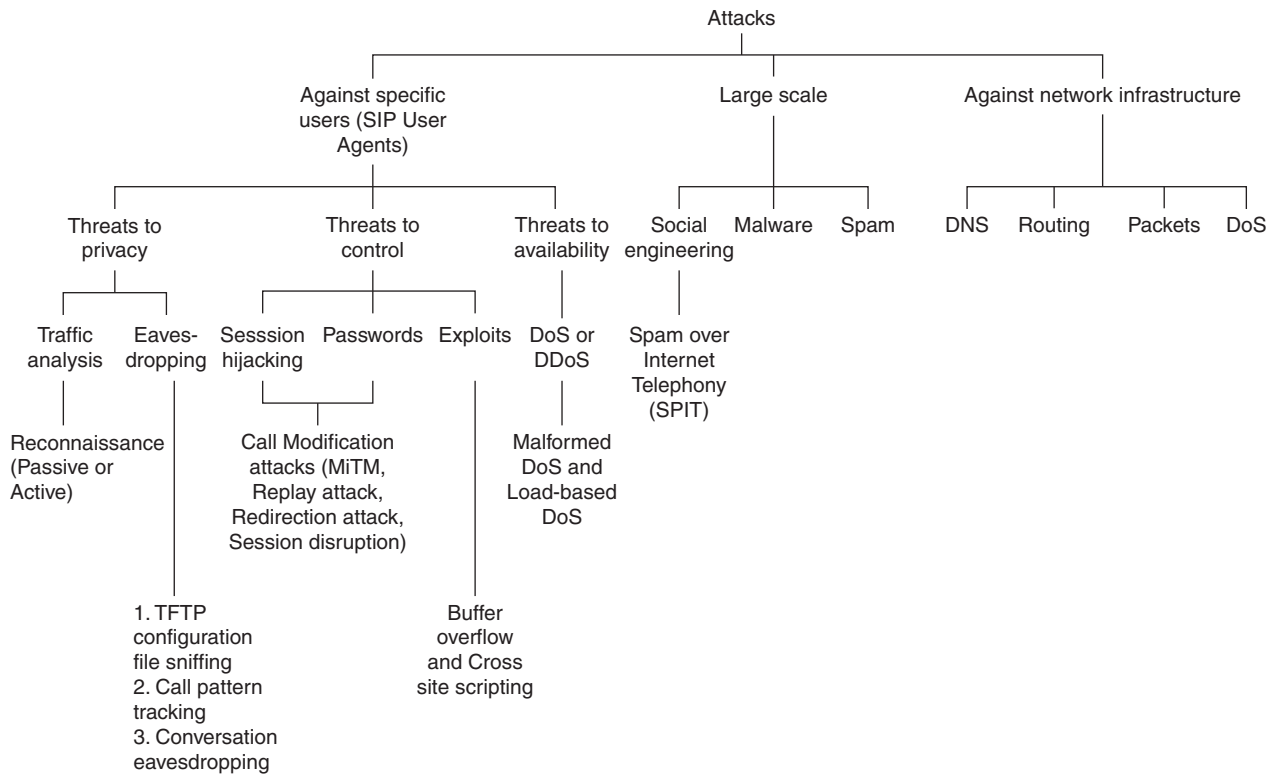 Attacks
Against specific
users (SIP User
Agents)
Large scale
Against network infrastructure
Threats to
privacy
Threats to
control
Threats to
availability
Social
engineering
Malware
Spam
DNS
Routing
Packets
DoS
Traffic
analysis
Eaves-
dropping
Sesssion
hijacking
Passwords
Exploits
DoS or
DDoS
Spam over
Internet
Telephony
(SPIT)
Reconnaissance
(Passive or
Active)
Call Modification
attacks (MiTM,
Replay attack,
Redirection attack,
Session disruption)
Malformed
DoS and
Load-based
DoS
1. TFTP
configuration
file sniffing
2. Call pattern
tracking
3. Conversation
eavesdropping
Buffer
overflow
and Cross
site scripting